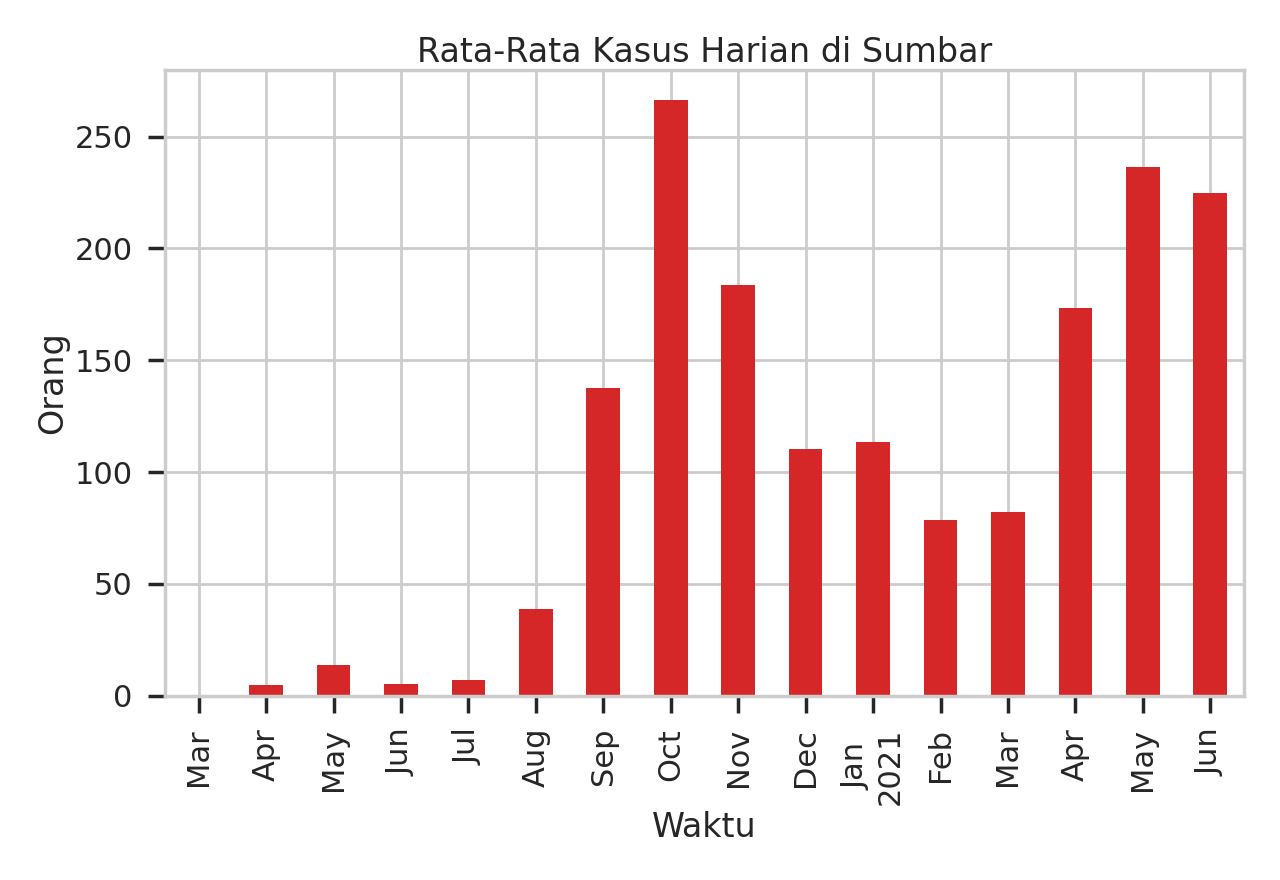 Rata-Rata Kasus Harian di Sumbar
Orang
250
200
150
100
50
0
Mar
Apr
May
Jun
Jul
Aug
Sep
Oct
Nov
Dec
Jan
2021
Feb
Mar
Apr
May
Jun
Waktu